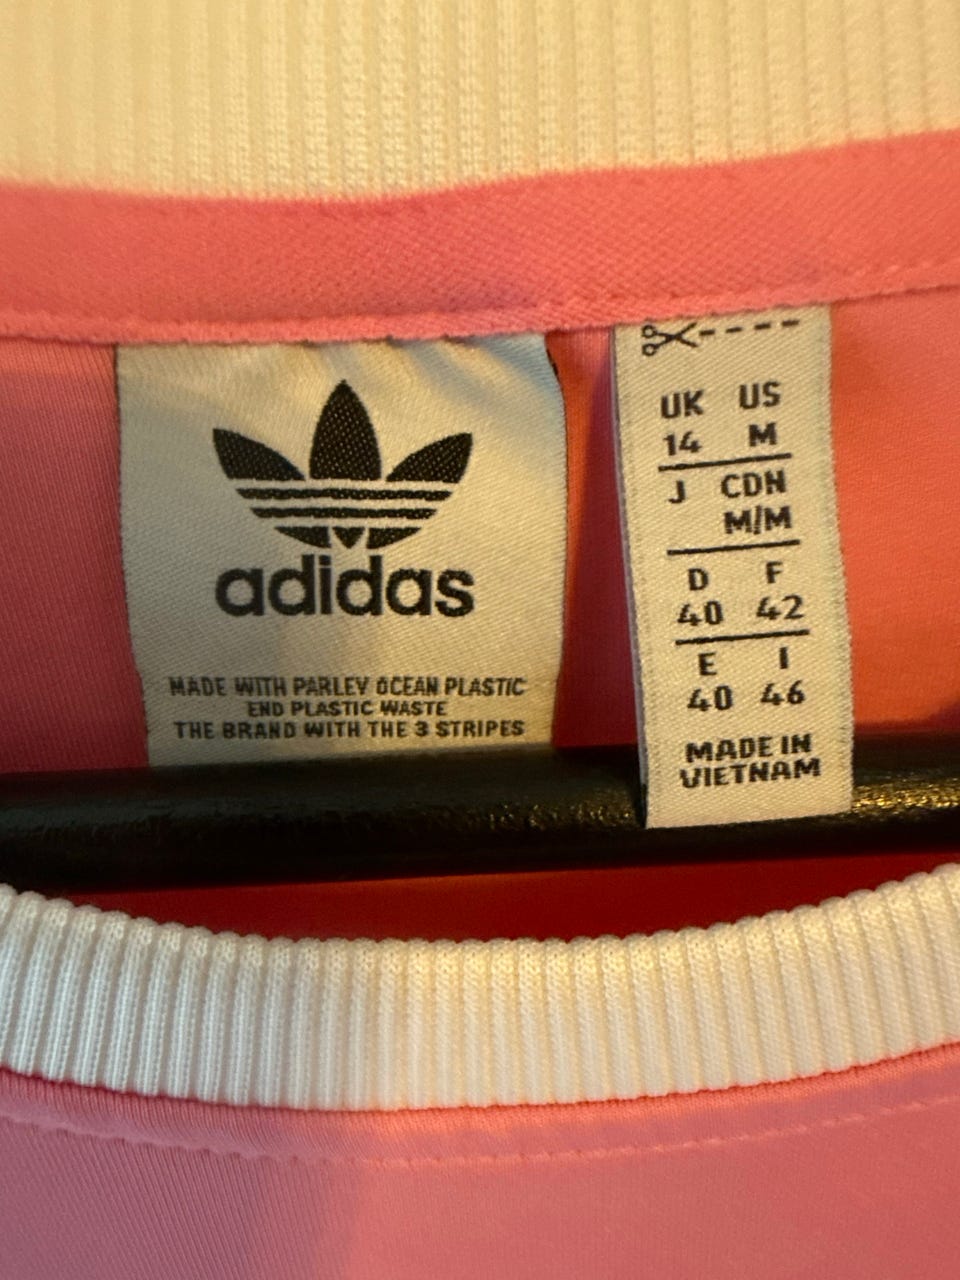 adidas
MADE WITH PARLEY OCEAN PLASTIC
END PLASTIC WASTE
THE BRAND WITH THE 3 STRIPES
UK US
14 M
J CDN
M/M
D F
40 42
E I
40 46
MADE IN
VIETNAM